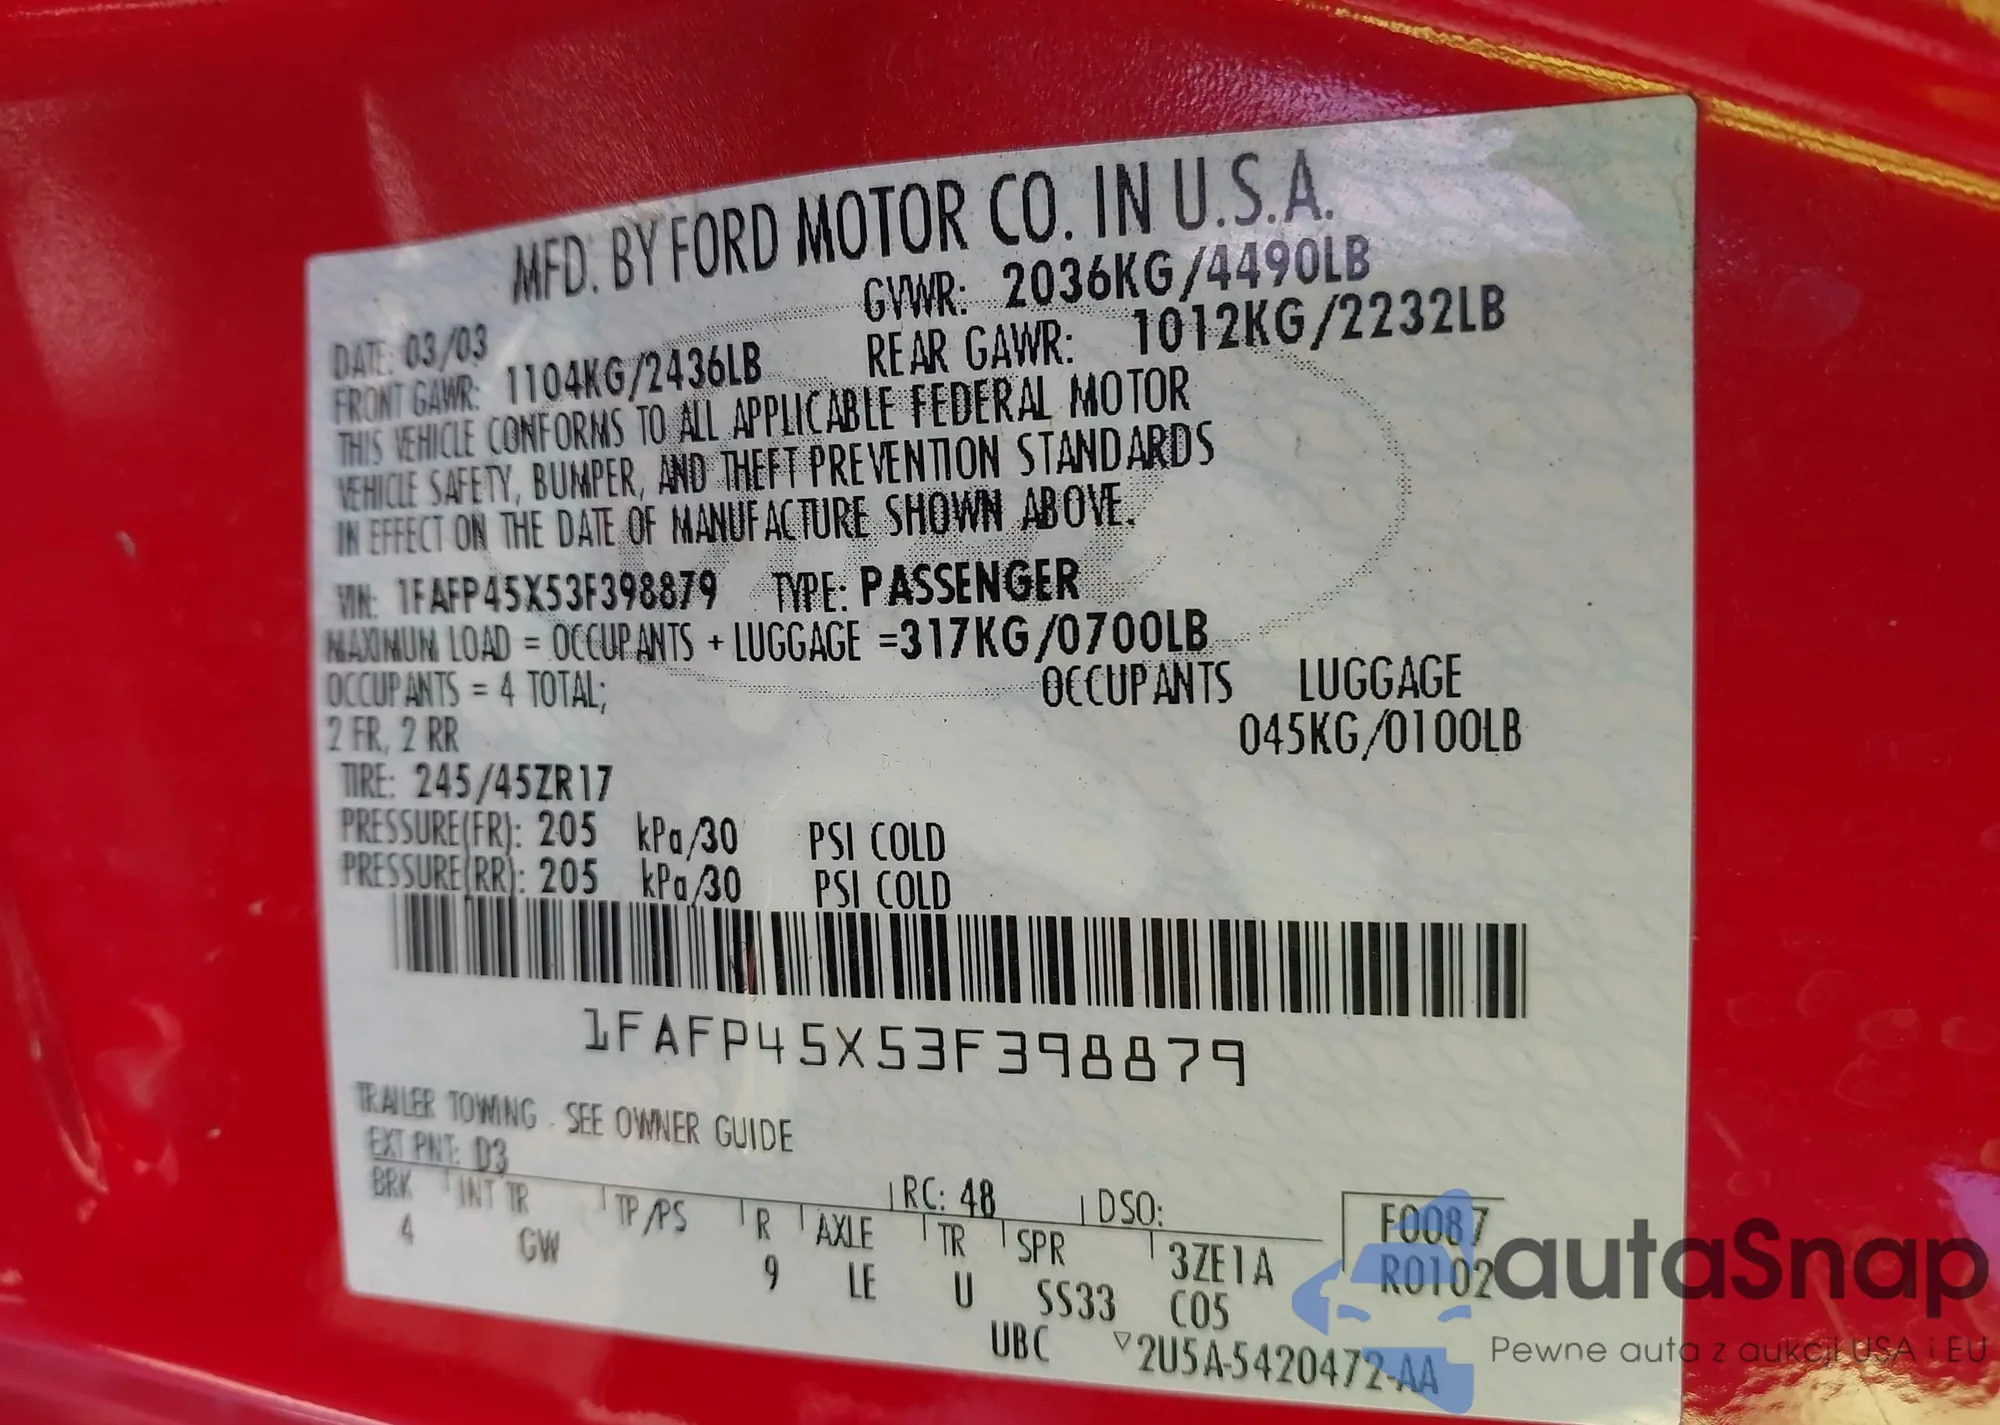 MFD. BY FORD MOTOR CO. IN U.S.A.
DATE: 03/03 GVWR: 2036KG/4490LB
FRONT GAWR: 1104KG/2436LB REAR GAWR: 1012KG/2232LB
THIS VEHICLE CONFORMS TO ALL APPLICABLE FEDERAL MOTOR
VEHICLE SAFETY, BUMPER, AND THEFT PREVENTION STANDARDS
IN EFFECT ON THE DATE OF MANUFACTURE SHOWN ABOVE.
VIN: 1FAFP45X53F398879 TYPE: PASSENGER
MAXIMUM LOAD = OCCUPANTS + LUGGAGE =317KG/0700LB
OCCUPANTS = 4 TOTAL; OCCUPANTS LUGGAGE
2 FR, 2 RR 045KG/0100LB
TIRE: 245/45ZR17
PRESSURE(FR): 205 kPa/30 PSI COLD
PRESSURE(RR): 205 kPa/30 PSI COLD
1FAFP45X53F398879
TRAILER TOWING - SEE OWNER GUIDE
EXT PNT: D3 RC: 48 DSO: F0087
BRK INT TR TP/PS R AXLE TR SPR 3ZE1A R0102
4 GW 9 LE U SS33 C05
UBC ▽2U5A-5420472-AA
autaSnap
Pewne auta z aukcji USA i EU